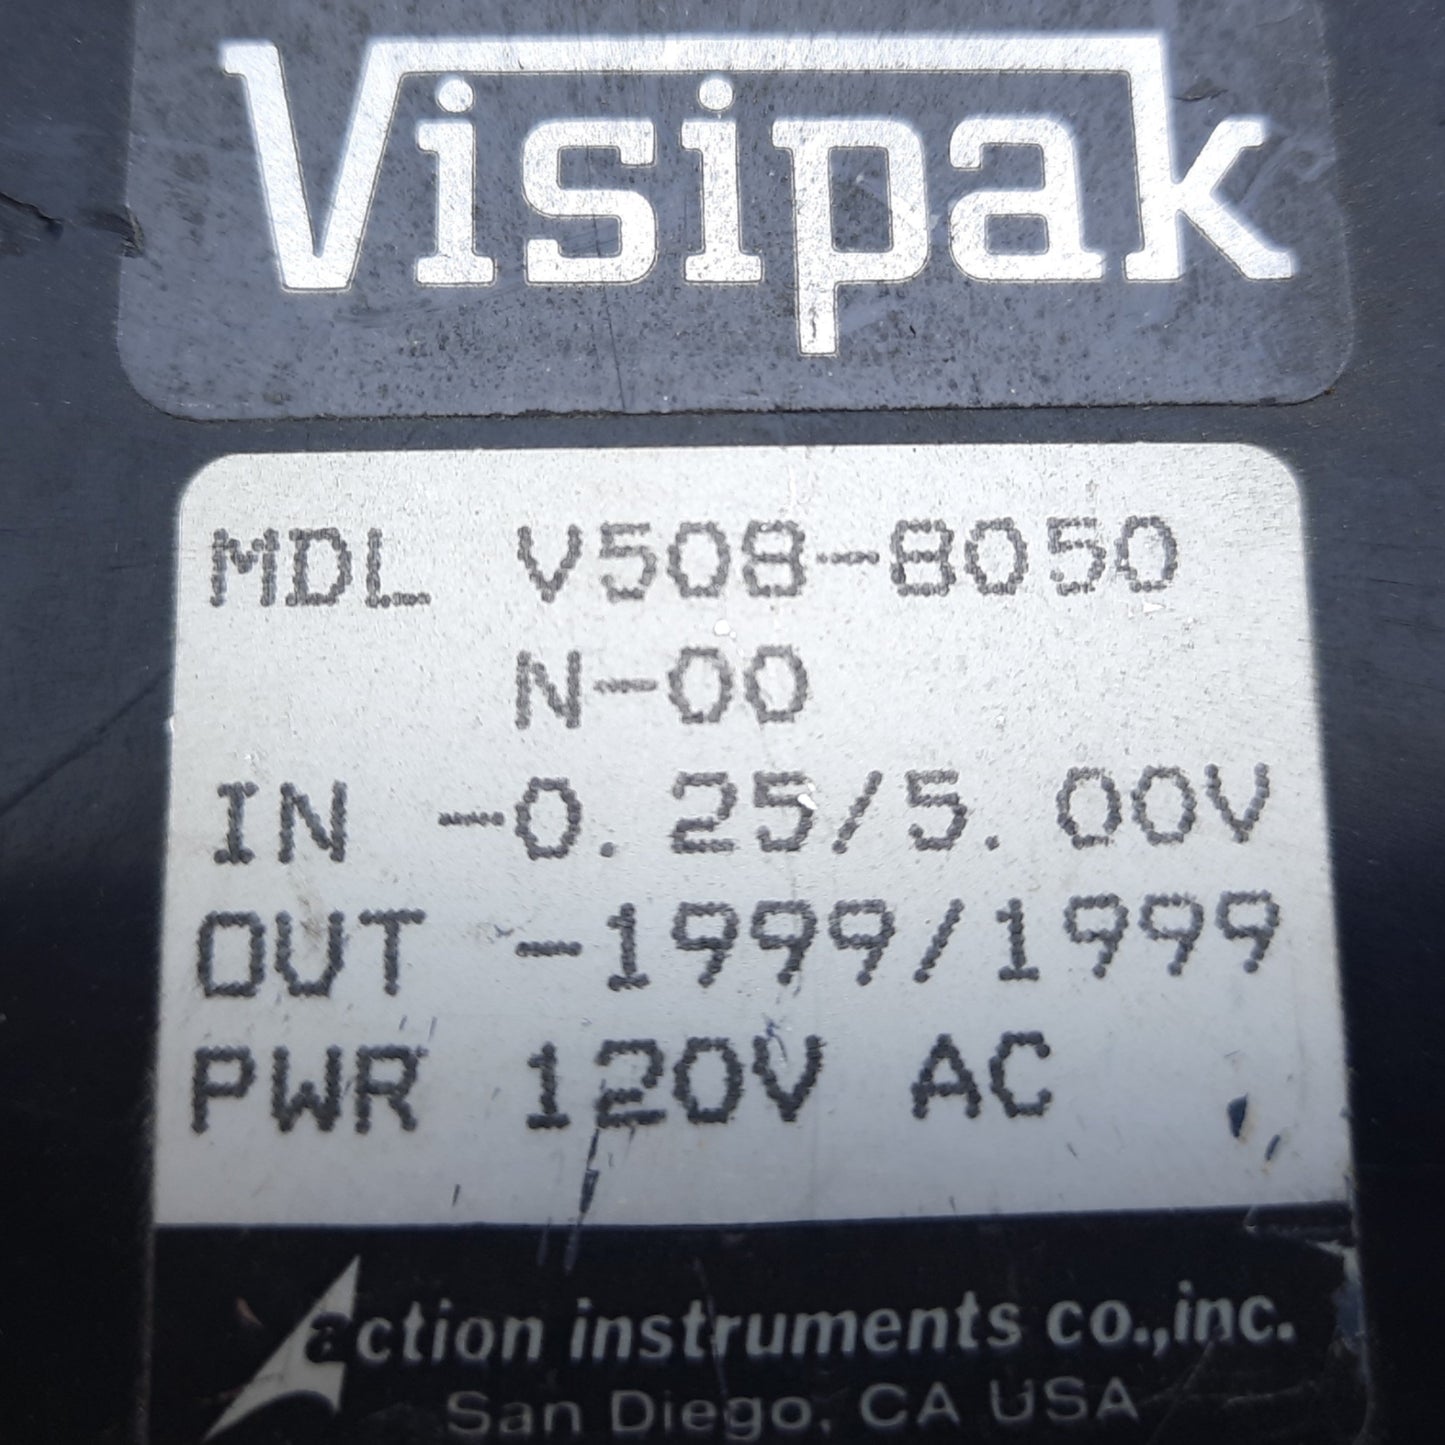 Visipak
MDL V508-8050
N-00
IN -0.25/5.00V
OUT -1999/1999
PWR 120V AC
action instruments co.,inc.
San Diego, CA USA